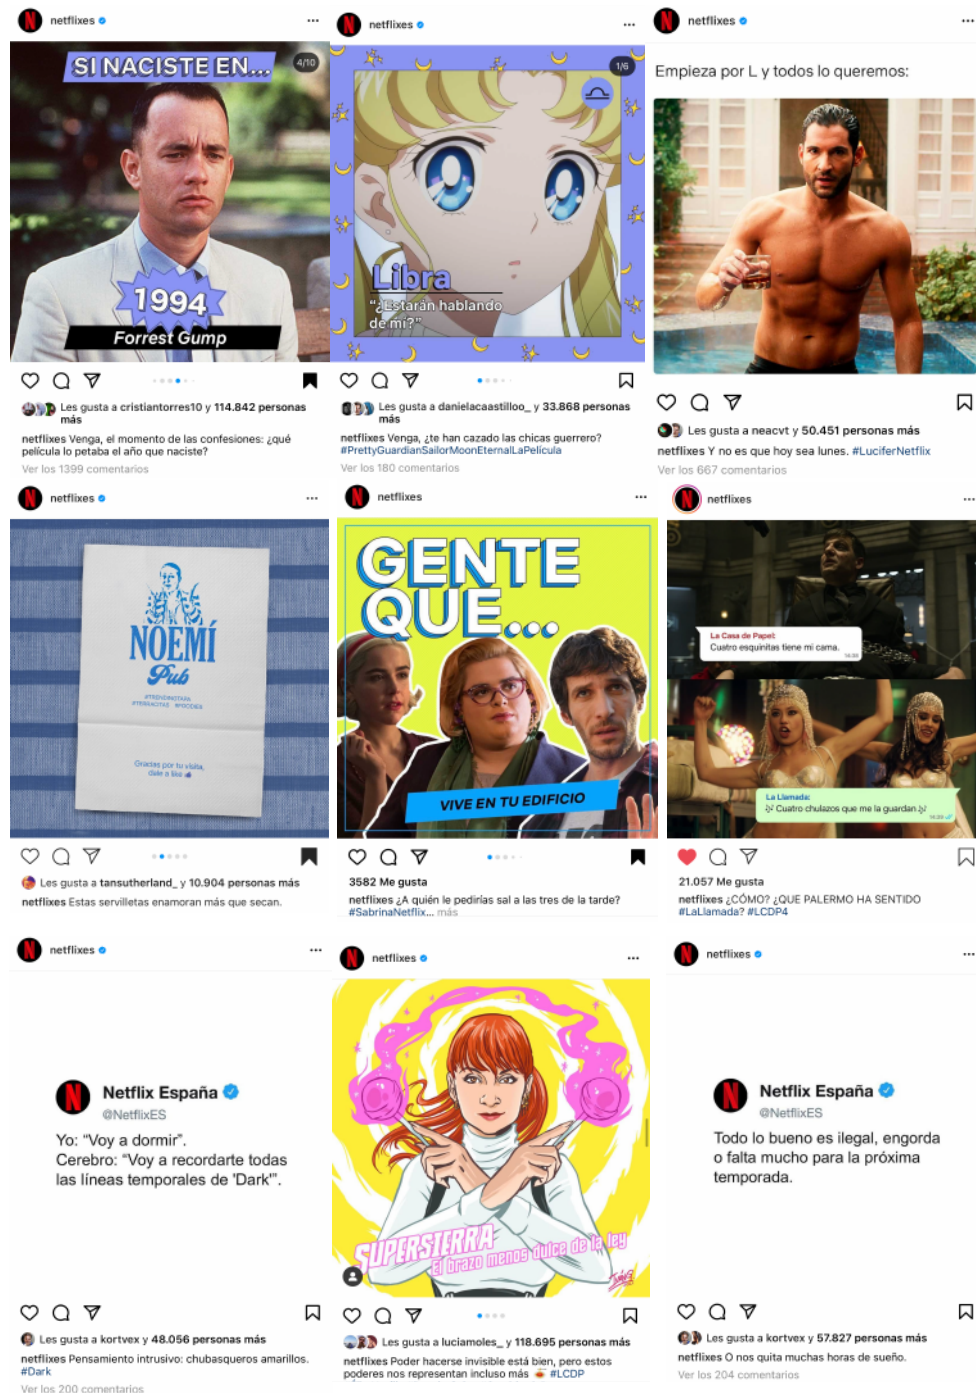 netflixes
SI NACISTE EN...
4/10
1994
Forrest Gump
Les gusta a cristiantorres10 y 114.842 personas
más
netflixes Venga, el momento de las confesiones: ¿qué
película lo petaba el año que naciste?
Ver los 1399 comentarios
netflixes
1/6
Libra
“¿Estarán hablando
de mí?”
Les gusta a danielacaastilloo_ y 33.868 personas
más
netflixes Venga, ¿te han cazado las chicas guerrero?
#PrettyGuardianSailorMoonEternalLaPelícula
Ver los 180 comentarios
netflixes
Empieza por L y todos lo queremos:
Les gusta a neacvt y 50.451 personas más
netflixes Y no es que hoy sea lunes. #LuciferNetflix
Ver los 667 comentarios
netflixes
NOEMÍ
Pub
#TERRACITAS #FOODIES
Gracias por tu visita,
dale a like
Les gusta a tansutherland_ y 10.904 personas más
netflixes Estas servilletas enamoran más que secan.
netflixes
GENTE
QUE...
VIVE EN TU EDIFICIO
3582 Me gusta
netflixes ¿A quién le pedirías sal a las tres de la tarde?
#SabrinaNetflix... más
netflixes
La Casa de Papel:
Cuatro esquinitas tiene mi cama.
14:38
La Llamada:
Cuatro chulazos que me la guardan
14:39
21.057 Me gusta
netflixes ¿CÓMO? ¿QUE PALERMO HA SENTIDO
#LaLlamada? #LCDP4
netflixes
Netflix España
@NetflixES
Yo: “Voy a dormir”.
Cerebro: “Voy a recordarte todas
las líneas temporales de 'Dark'”.
Les gusta a kortvex y 48.056 personas más
netflixes Pensamiento intrusivo: chubasqueros amarillos.
#Dark
Ver los 200 comentarios
netflixes
SUPERSIERRA
El brazo menos dulce de la ley
Les gusta a luciamoles_ y 118.695 personas más
netflixes Poder hacerse invisible está bien, pero estos
poderes nos representan incluso más #LCDP
netflixes
Netflix España
@NetflixES
Todo lo bueno es ilegal, engorda
o falta mucho para la próxima
temporada.
Les gusta a kortvex y 57.827 personas más
netflixes O nos quita muchas horas de sueño.
Ver los 204 comentarios